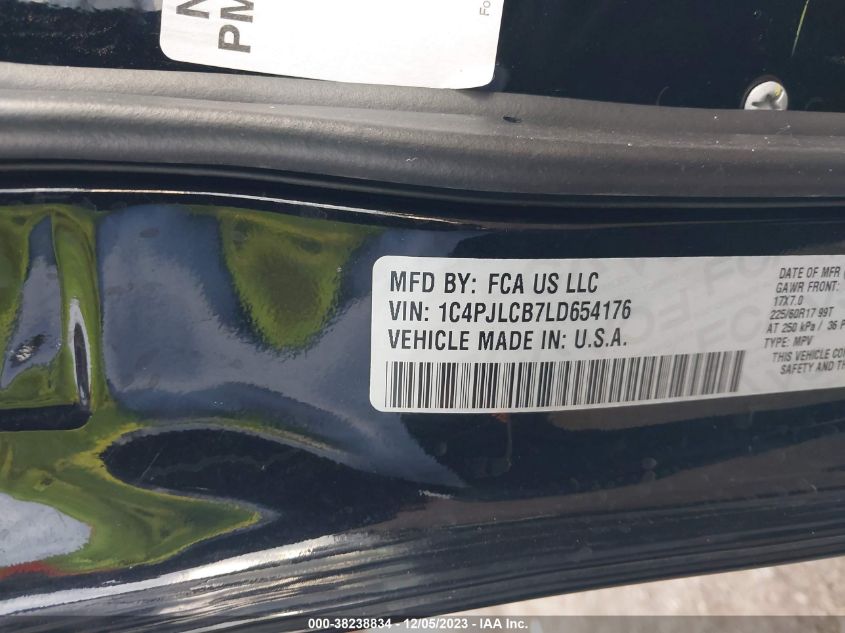 PM
Fo
MFD BY: FCA US LLC
VIN: 1C4PJLCB7LD654176
VEHICLE MADE IN: U.S.A.
DATE OF MFR
GAWR FRONT:
17X7.0
225/60R17 99T
AT 250 kPa / 36 P
TYPE: MPV
THIS VEHICLE CON
SAFETY AND TH
000-38238834 - 12/05/2023 - IAA Inc.